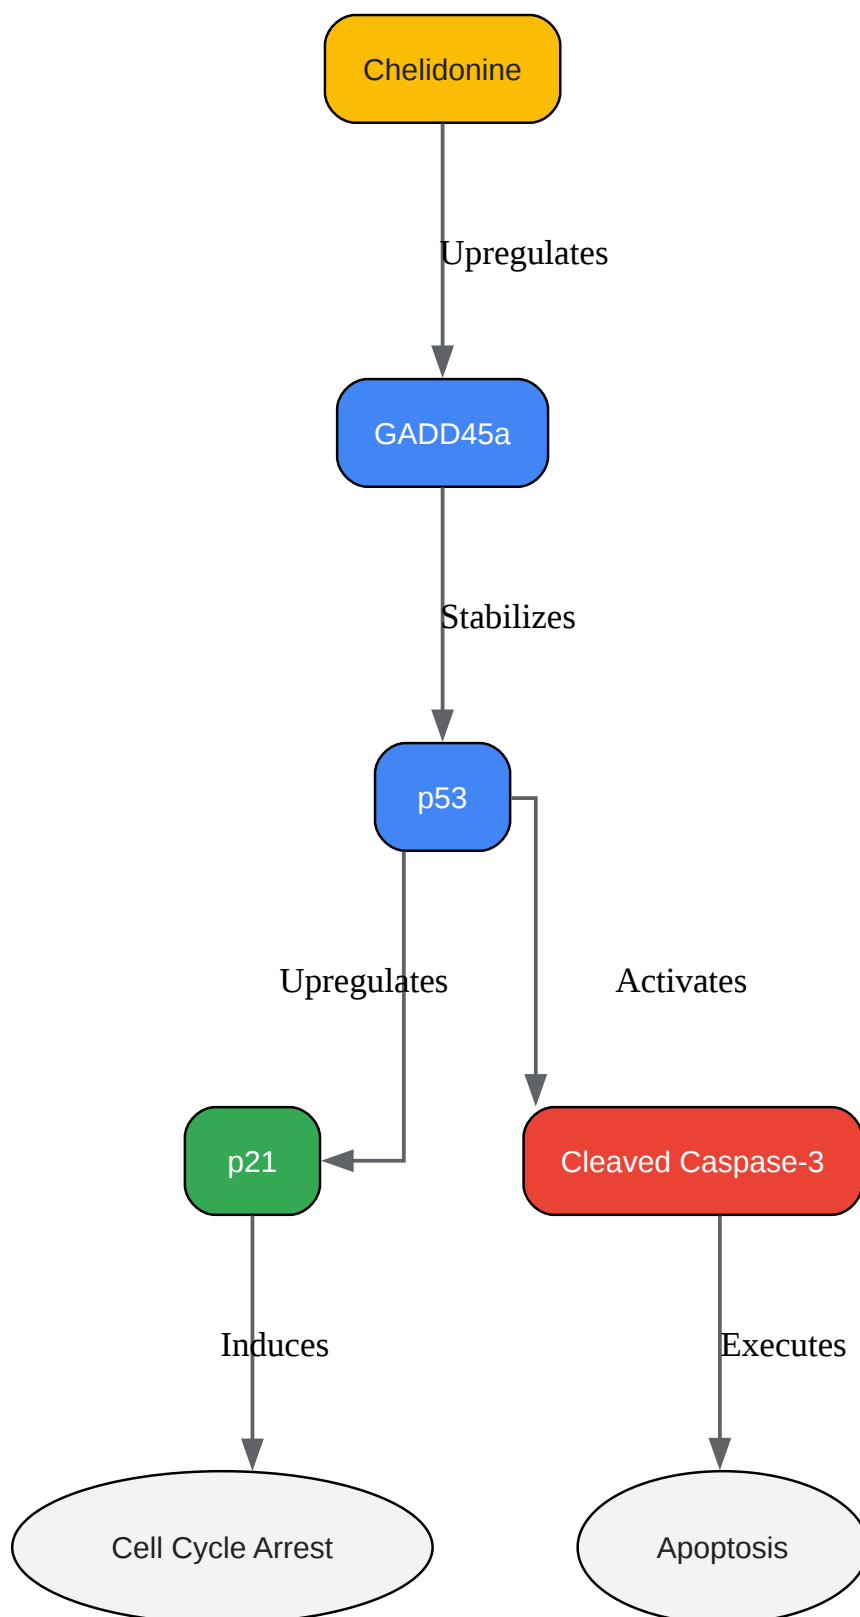 Chelidonine
Upregulates
GADD45a
Stabilizes
p53
Upregulates
Activates
p21
Cleaved Caspase-3
Induces
Executes
Cell Cycle Arrest
Apoptosis